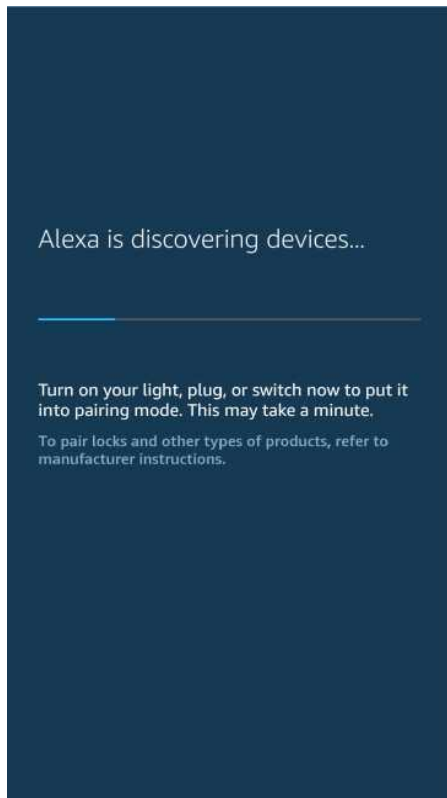 Alexa is discovering devices...
Turn on your light, plug, or switch now to put it
into pairing mode. This may take a minute.
To pair locks and other types of products, refer to
manufacturer instructions.